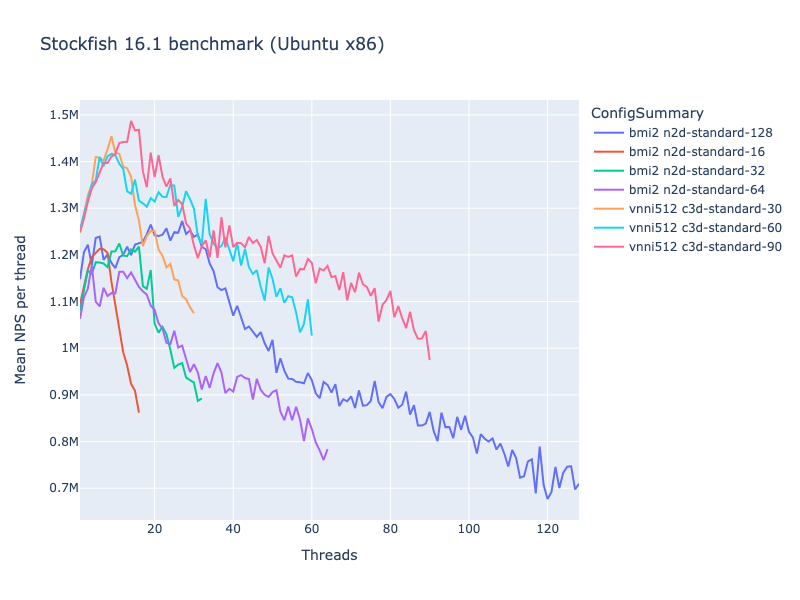 Stockfish 16.1 benchmark (Ubuntu x86)
ConfigSummary
bmi2 n2d-standard-128
bmi2 n2d-standard-16
bmi2 n2d-standard-32
bmi2 n2d-standard-64
vnni512 c3d-standard-30
vnni512 c3d-standard-60
vnni512 c3d-standard-90
Mean NPS per thread
1.5M
1.4M
1.3M
1.2M
1.1M
1M
0.9M
0.8M
0.7M
20 40 60 80 100 120
Threads